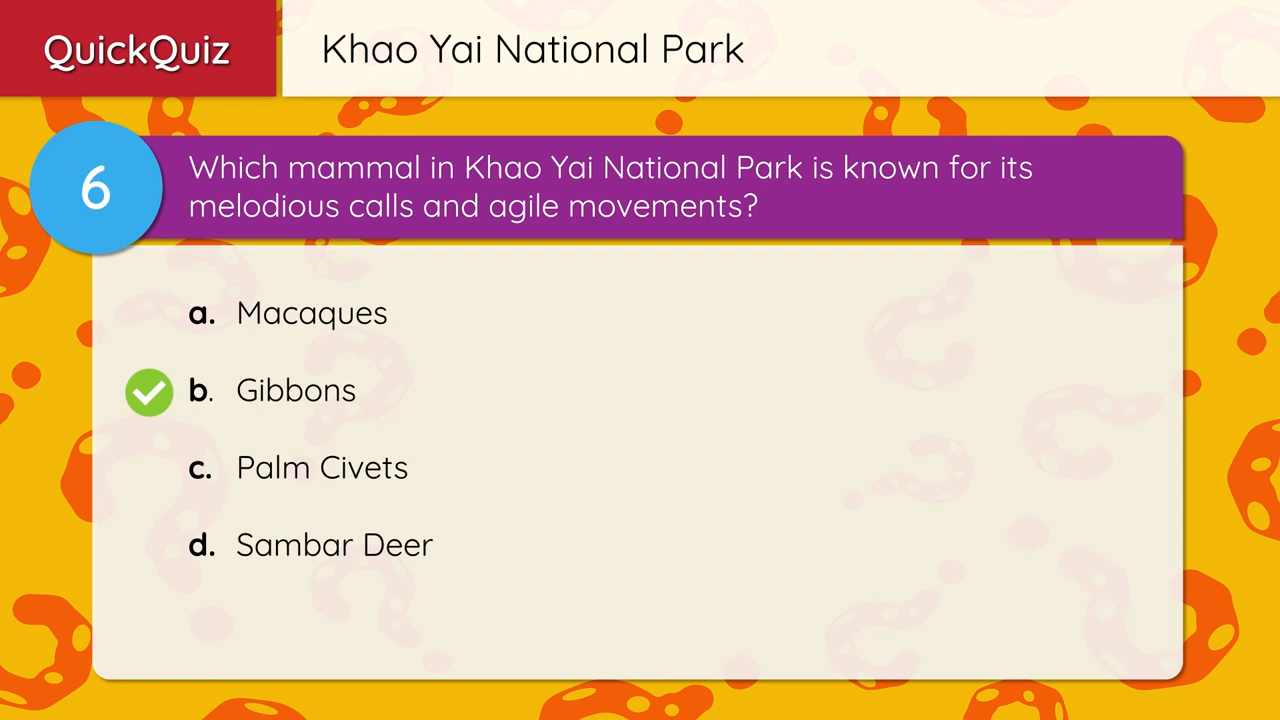 QuickQuiz
Khao Yai National Park
6
Which mammal in Khao Yai National Park is known for its
melodious calls and agile movements?
a. Macaques
b. Gibbons
c. Palm Civets
d. Sambar Deer